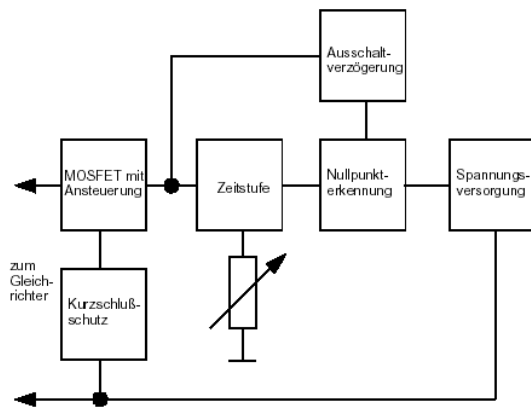 Ausschalt-
verzögerung
MOSFET mit
Ansteuerung
Zeitstufe
Nullpunkt-
erkennung
Spannungs-
versorgung
zum
Gleich-
richter
Kurzschluß-
schutz